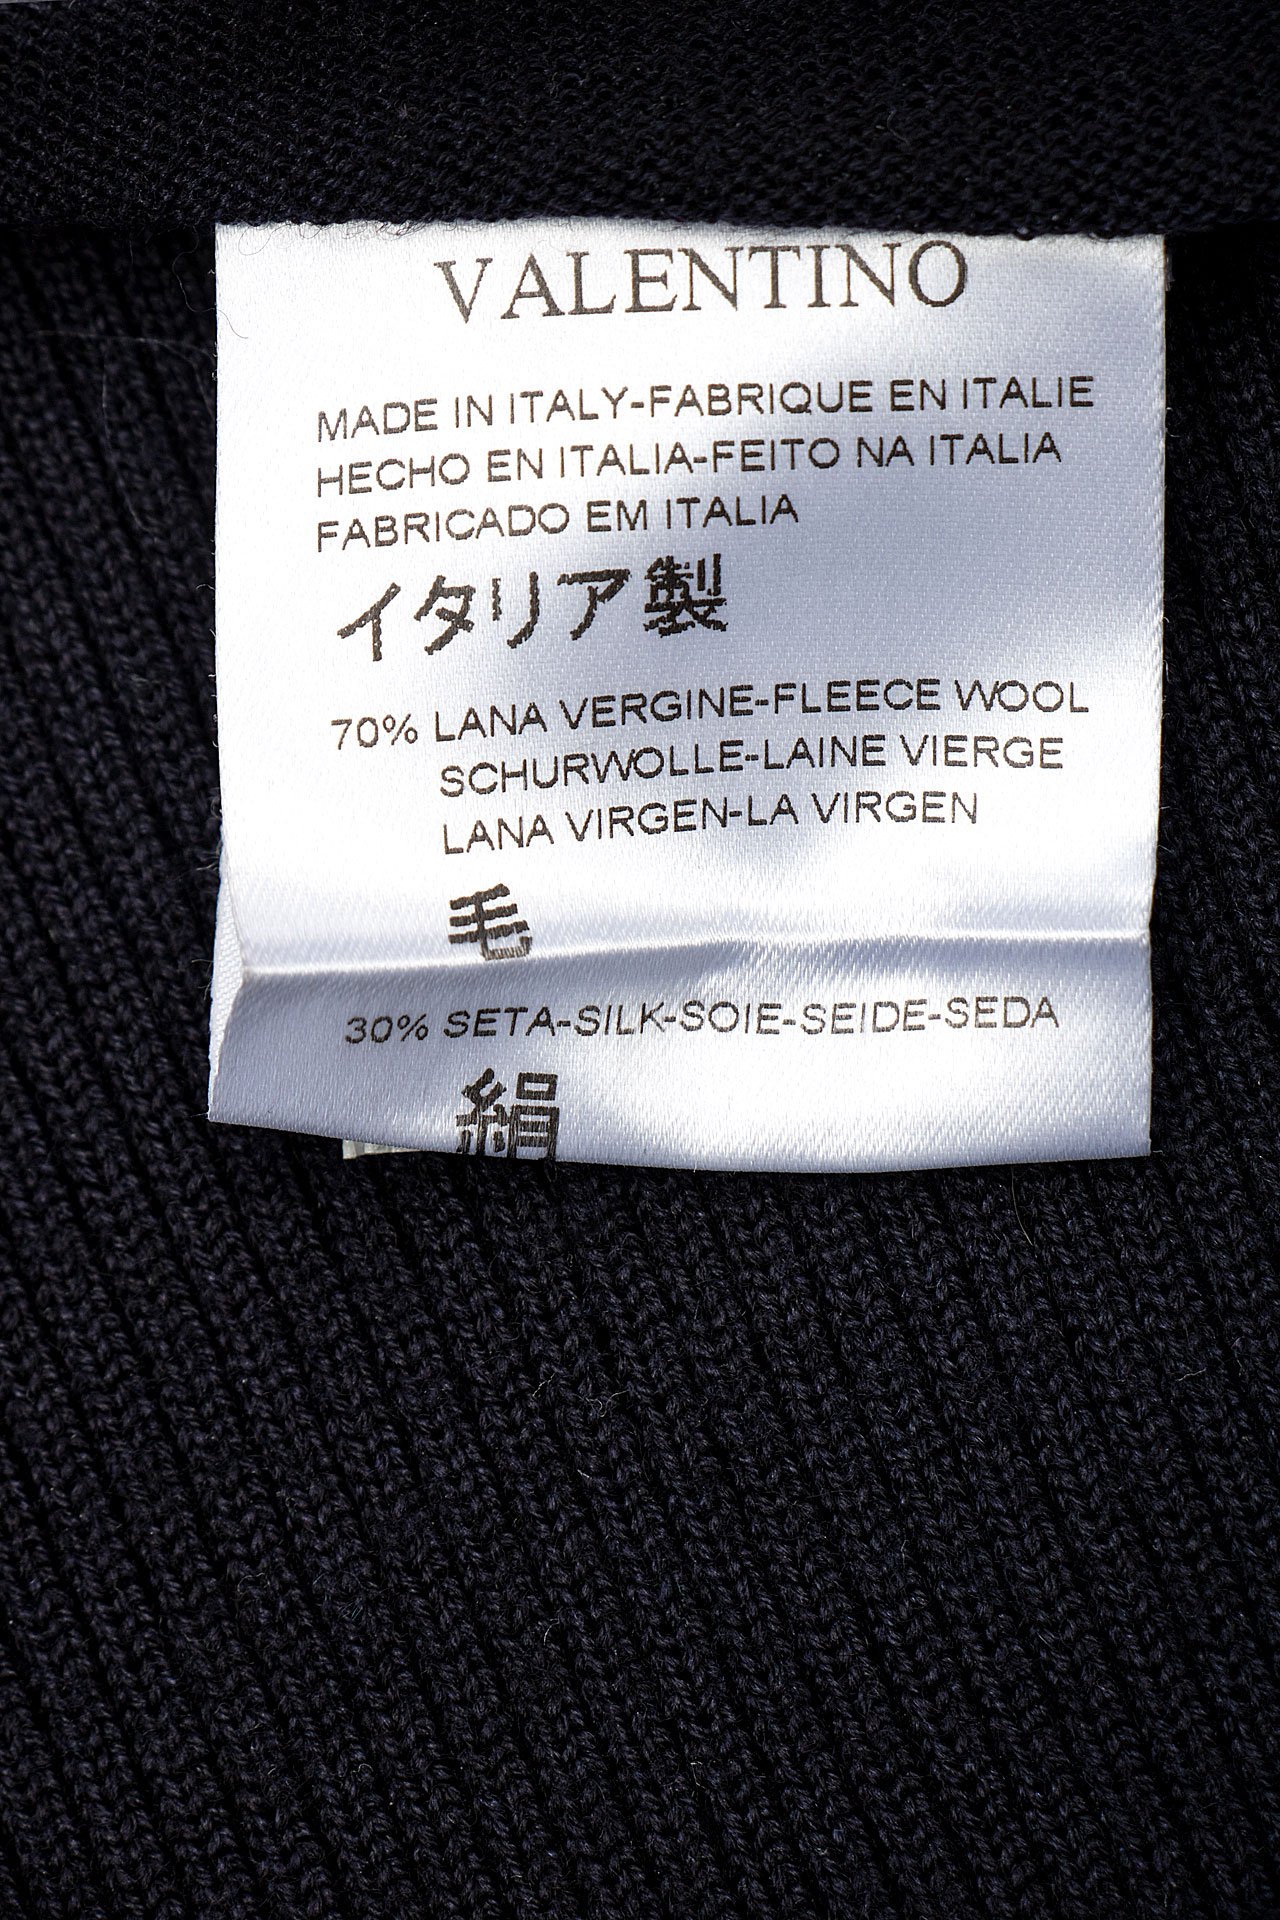 VALENTINO
MADE IN ITALY-FABRIQUE EN ITALIE
HECHO EN ITALIA-FEITO NA ITALIA
FABRICADO EM ITALIA
イタリア製
70% LANA VERGINE-FLEECE WOOL
SCHURWOLLE-LAINE VIERGE
LANA VIRGEN-LA VIRGEN
毛
30% SETA-SILK-SOIE-SEIDE-SEDA
絹